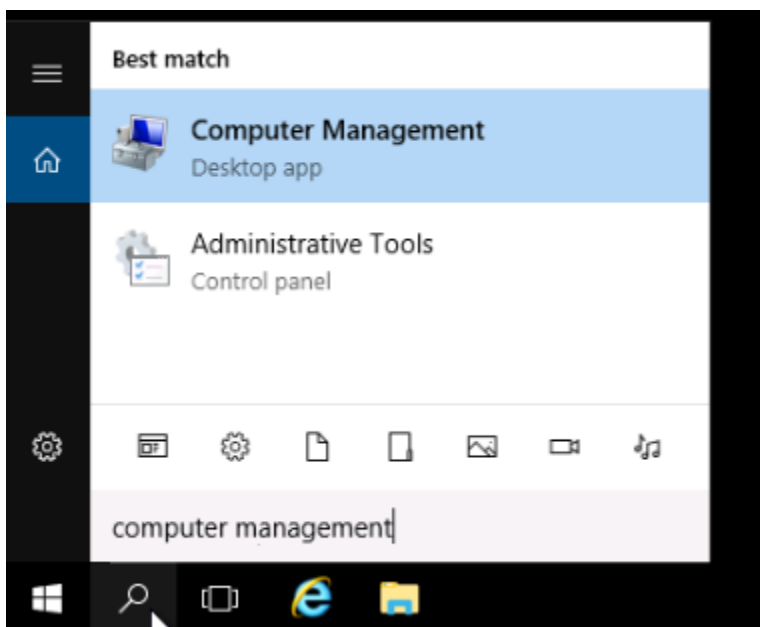 Best match
Computer Management
Desktop app
Administrative Tools
Control panel
computer management